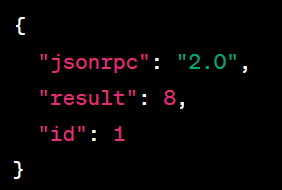 {
  "jsonrpc": "2.0",
  "result": 8,
  "id": 1
}